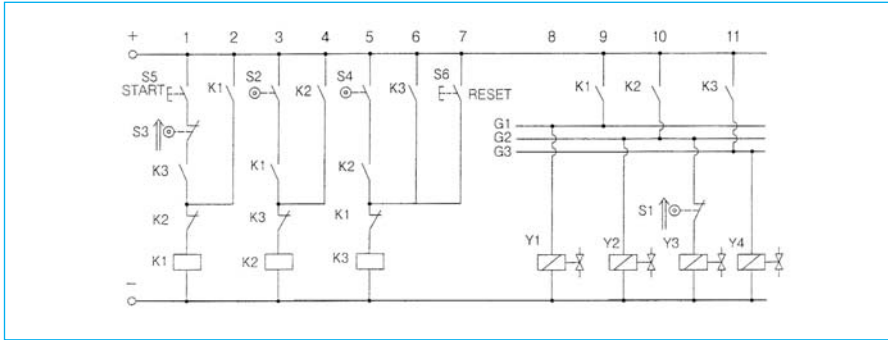 + 1 2 3 4 5 6 7 8 9 10 11
S5 S2 S4 S6
START K1 K2 K3 RESET K1 K2 K3
G1
S3 G2
G3
K3 K1 K2
S1
K2 K3 K1
Y1 Y2 Y3 Y4
K1 K2 K3
−